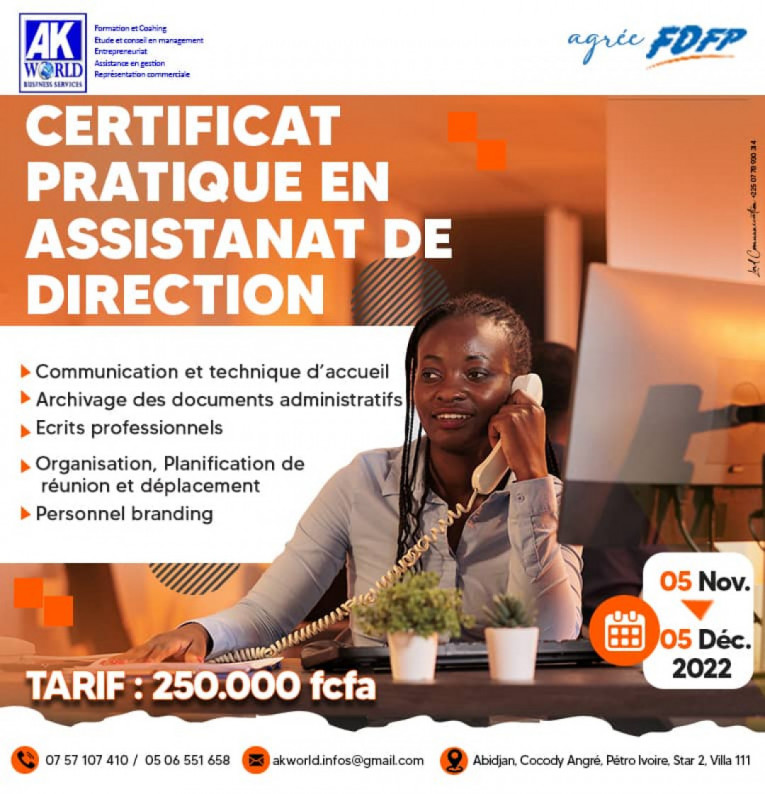 AK
WORLD
BUSINESS SERVICES
Formation et Coahing
Etude et conseil en management
Entrepreneuriat
Assistance en gestion
Représentation commerciale
agrée FDFP
CERTIFICAT
PRATIQUE EN
ASSISTANAT DE
DIRECTION
Communication et technique d'accueil
Archivage des documents administratifs
Ecrits professionnels
Organisation, Planification de
réunion et déplacement
Personnel branding
05 Nov.
05 Déc.
2022
TARIF : 250.000 fcfa
07 57 107 410 / 05 06 551 658
akworld.infos@gmail.com
Abidjan, Cocody Angré, Pétro Ivoire, Star 2, Villa 111